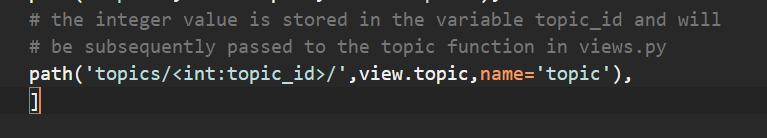 # the integer value is stored in the variable topic_id and will
# be subsequently passed to the topic function in views.py
path('topics/<int:topic_id>/',view.topic,name='topic'),
]